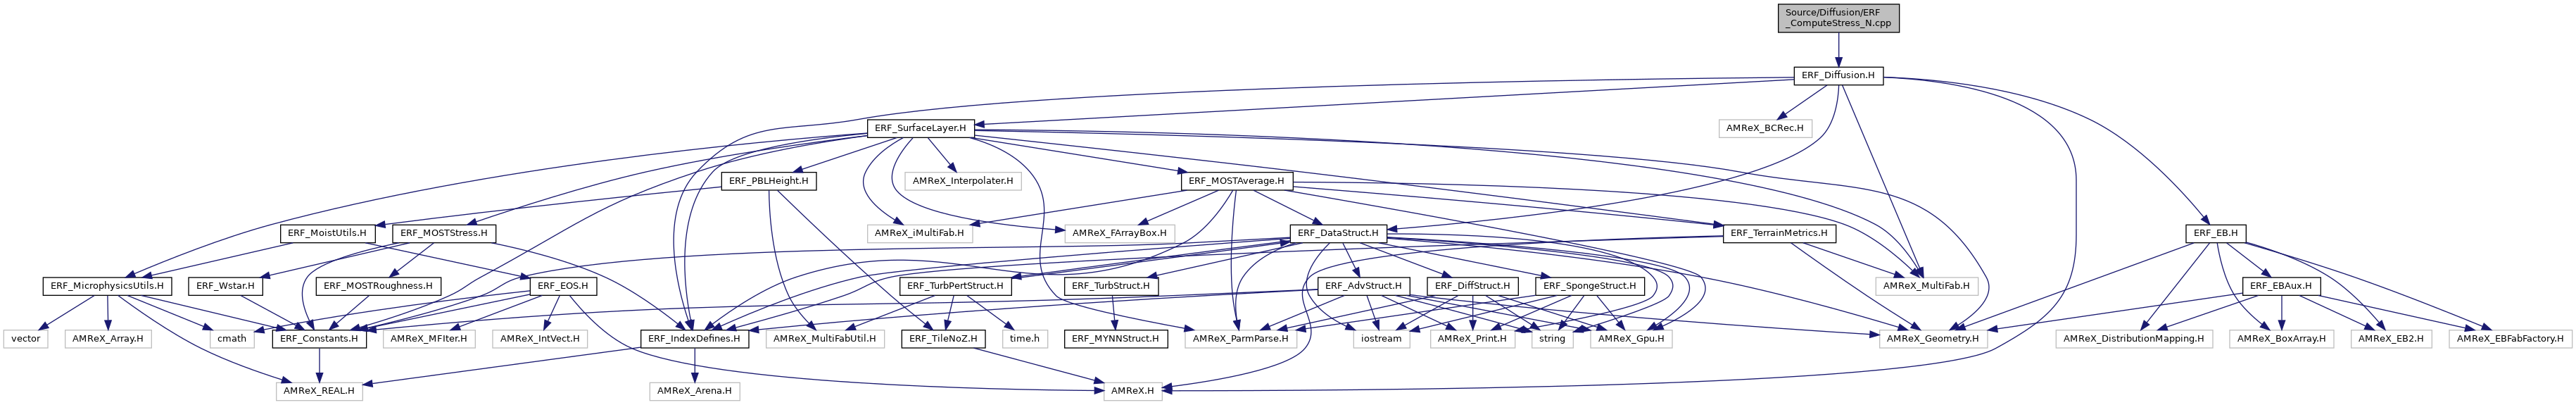 Source/Diffusion/ERF
_ComputeStress_N.cpp
ERF_Diffusion.H
ERF_SurfaceLayer.H
AMReX_BCRec.H
ERF_PBLHeight.H
AMReX_Interpolater.H
ERF_MOSTAverage.H
ERF_MoistUtils.H
ERF_MOSTStress.H
AMReX_iMultiFab.H
AMReX_FArrayBox.H
ERF_DataStruct.H
ERF_TerrainMetrics.H
ERF_EB.H
ERF_MicrophysicsUtils.H
ERF_Wstar.H
ERF_MOSTRoughness.H
ERF_EOS.H
ERF_TurbPertStruct.H
ERF_TurbStruct.H
ERF_AdvStruct.H
ERF_DiffStruct.H
ERF_SpongeStruct.H
AMReX_MultiFab.H
ERF_EBAux.H
vector
AMReX_Array.H
cmath
ERF_Constants.H
AMReX_MFIter.H
AMReX_IntVect.H
ERF_IndexDefines.H
AMReX_MultiFabUtil.H
ERF_TileNoZ.H
time.h
ERF_MYNNStruct.H
AMReX_ParmParse.H
iostream
AMReX_Print.H
string
AMReX_Gpu.H
AMReX_Geometry.H
AMReX_DistributionMapping.H
AMReX_BoxArray.H
AMReX_EB2.H
AMReX_EBFabFactory.H
AMReX_REAL.H
AMReX_Arena.H
AMReX.H